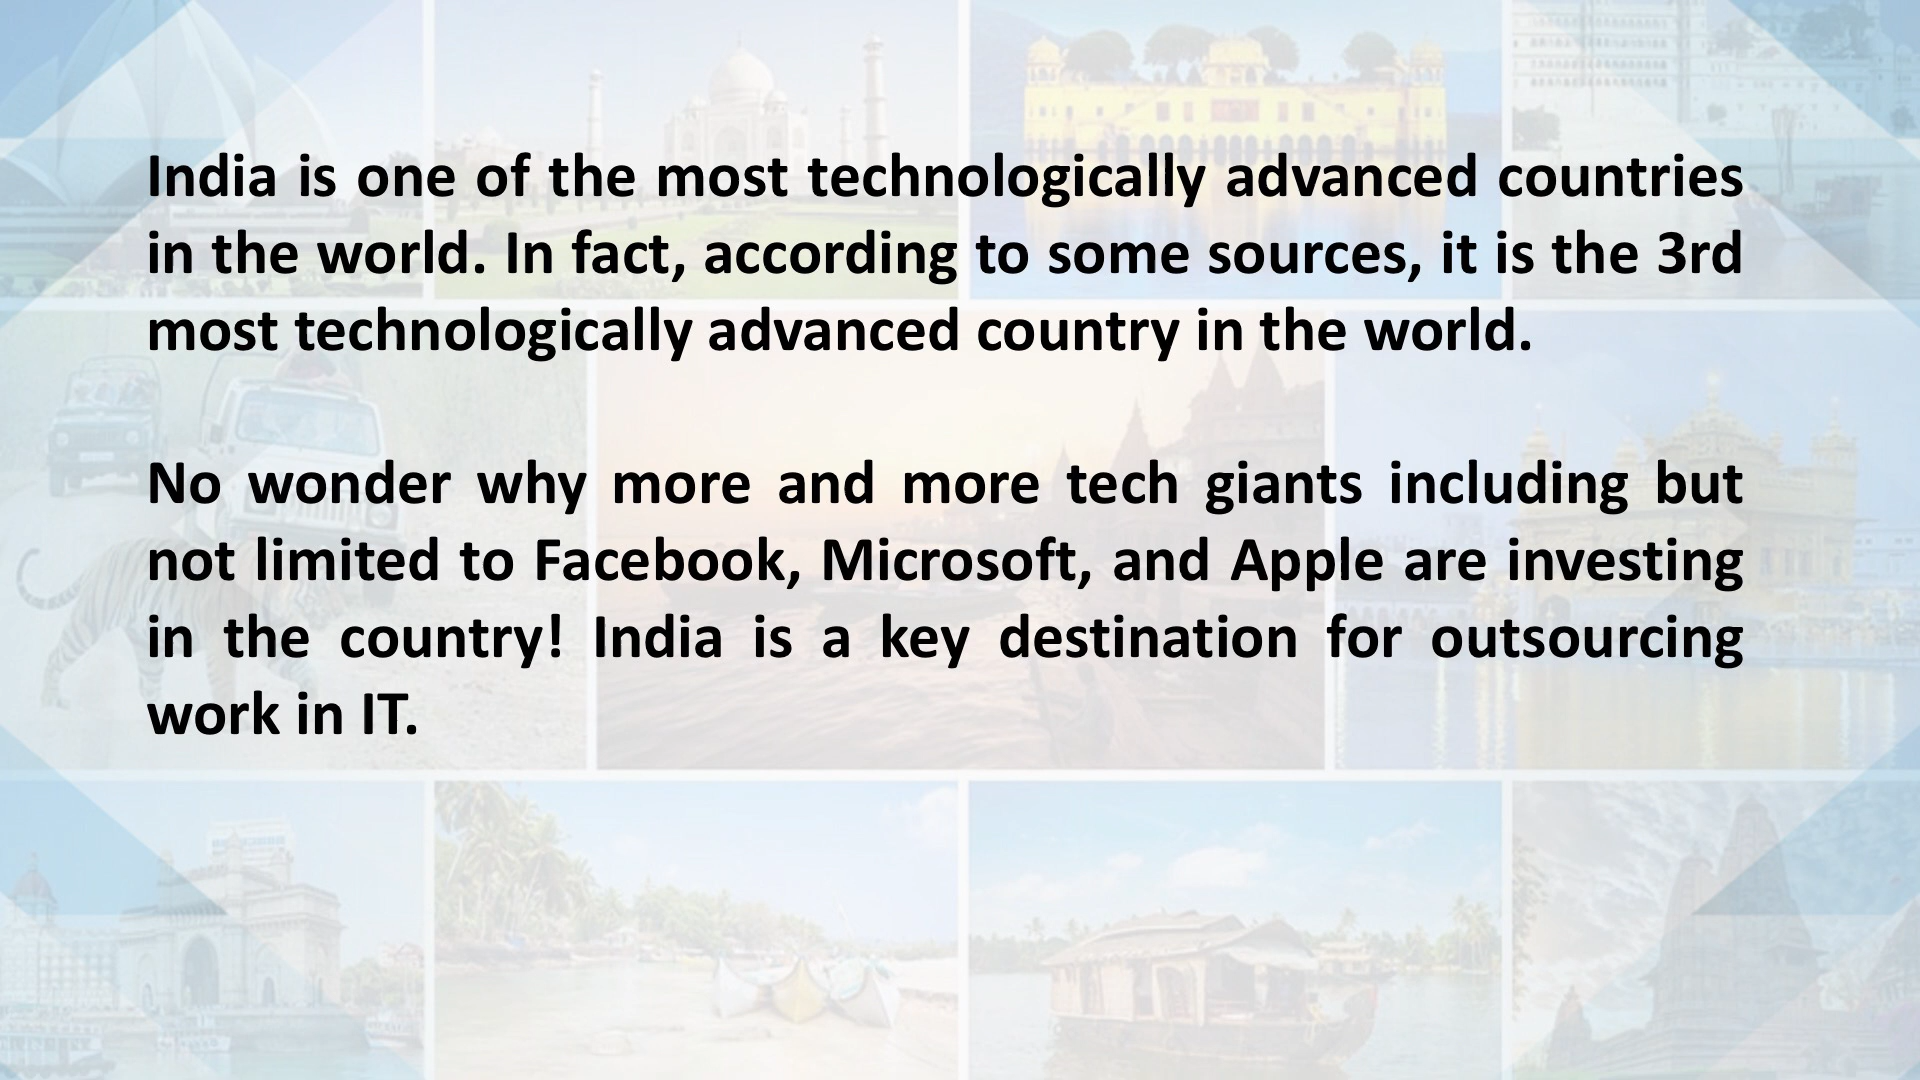 India is one of the most technologically advanced countries
in the world. In fact, according to some sources, it is the 3rd
most technologically advanced country in the world.
No wonder why more and more tech giants including but
not limited to Facebook, Microsoft, and Apple are investing
in the country! India is a key destination for outsourcing
work in IT.